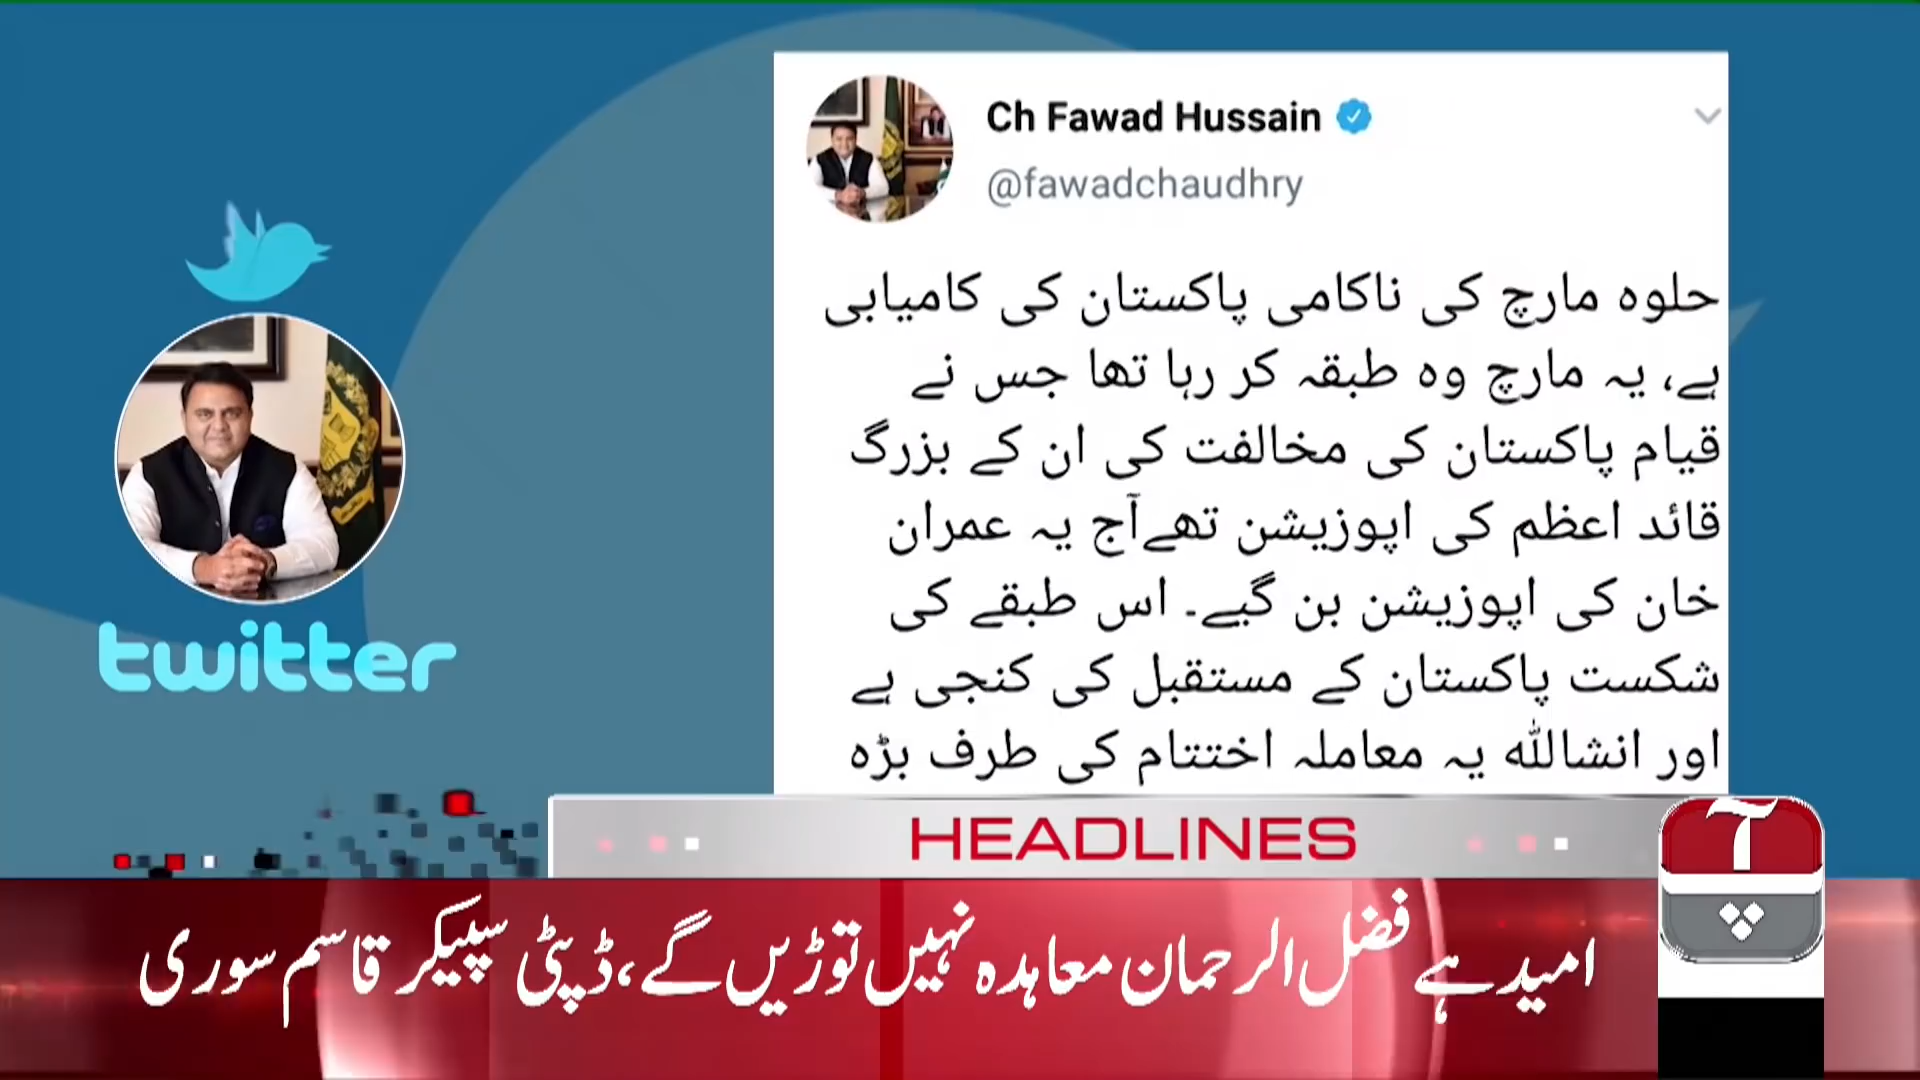 Ch Fawad Hussain
@fawadchaudhry
حلوہ مارچ کی ناکامی پاکستان کی کامیابی
ہے، یہ مارچ وہ طبقہ کر رہا تھا جس نے
قیام پاکستان کی مخالفت کی ان کے بزرگ
قائد اعظم کی اپوزیشن تھےآج یہ عمران
خان کی اپوزیشن بن گیے۔ اس طبقے کی
شکست پاکستان کے مستقبل کی کنجی ہے
اور انشاللّٰہ یہ معاملہ اختتام کی طرف بڑھ
twitter
HEADLINES
آپ
امید ہے فضل الرحمان معاہدہ نہیں توڑیں گے، ڈپٹی سپیکر قاسم سوری